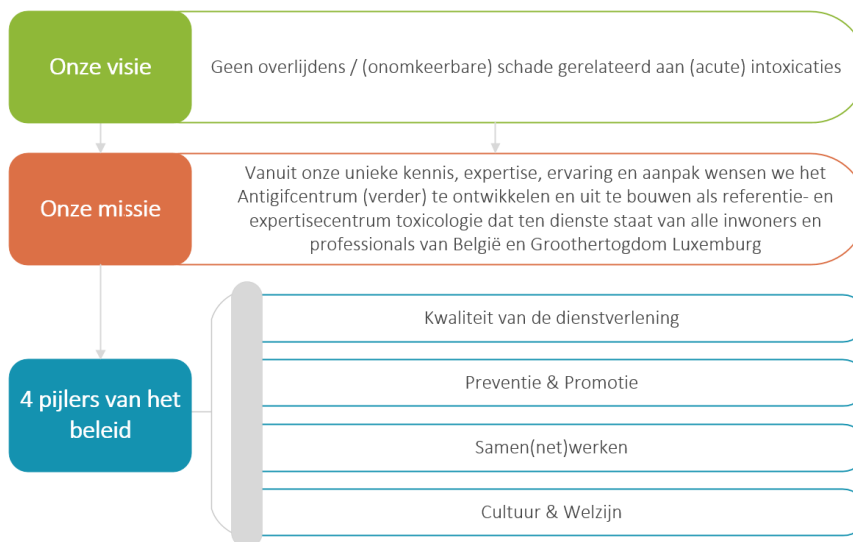 Onze visie
Geen overlijdens / (onomkeerbare) schade gerelateerd aan (acute) intoxicaties
Onze missie
Vanuit onze unieke kennis, expertise, ervaring en aanpak wensen we het
Antigifcentrum (verder) te ontwikkelen en uit te bouwen als referentie- en
expertisecentrum toxicologie dat ten dienste staat van alle inwoners en
professionals van België en Groothertogdom Luxemburg
4 pijlers van het
beleid
Kwaliteit van de dienstverlening
Preventie & Promotie
Samen(net)werken
Cultuur & Welzijn